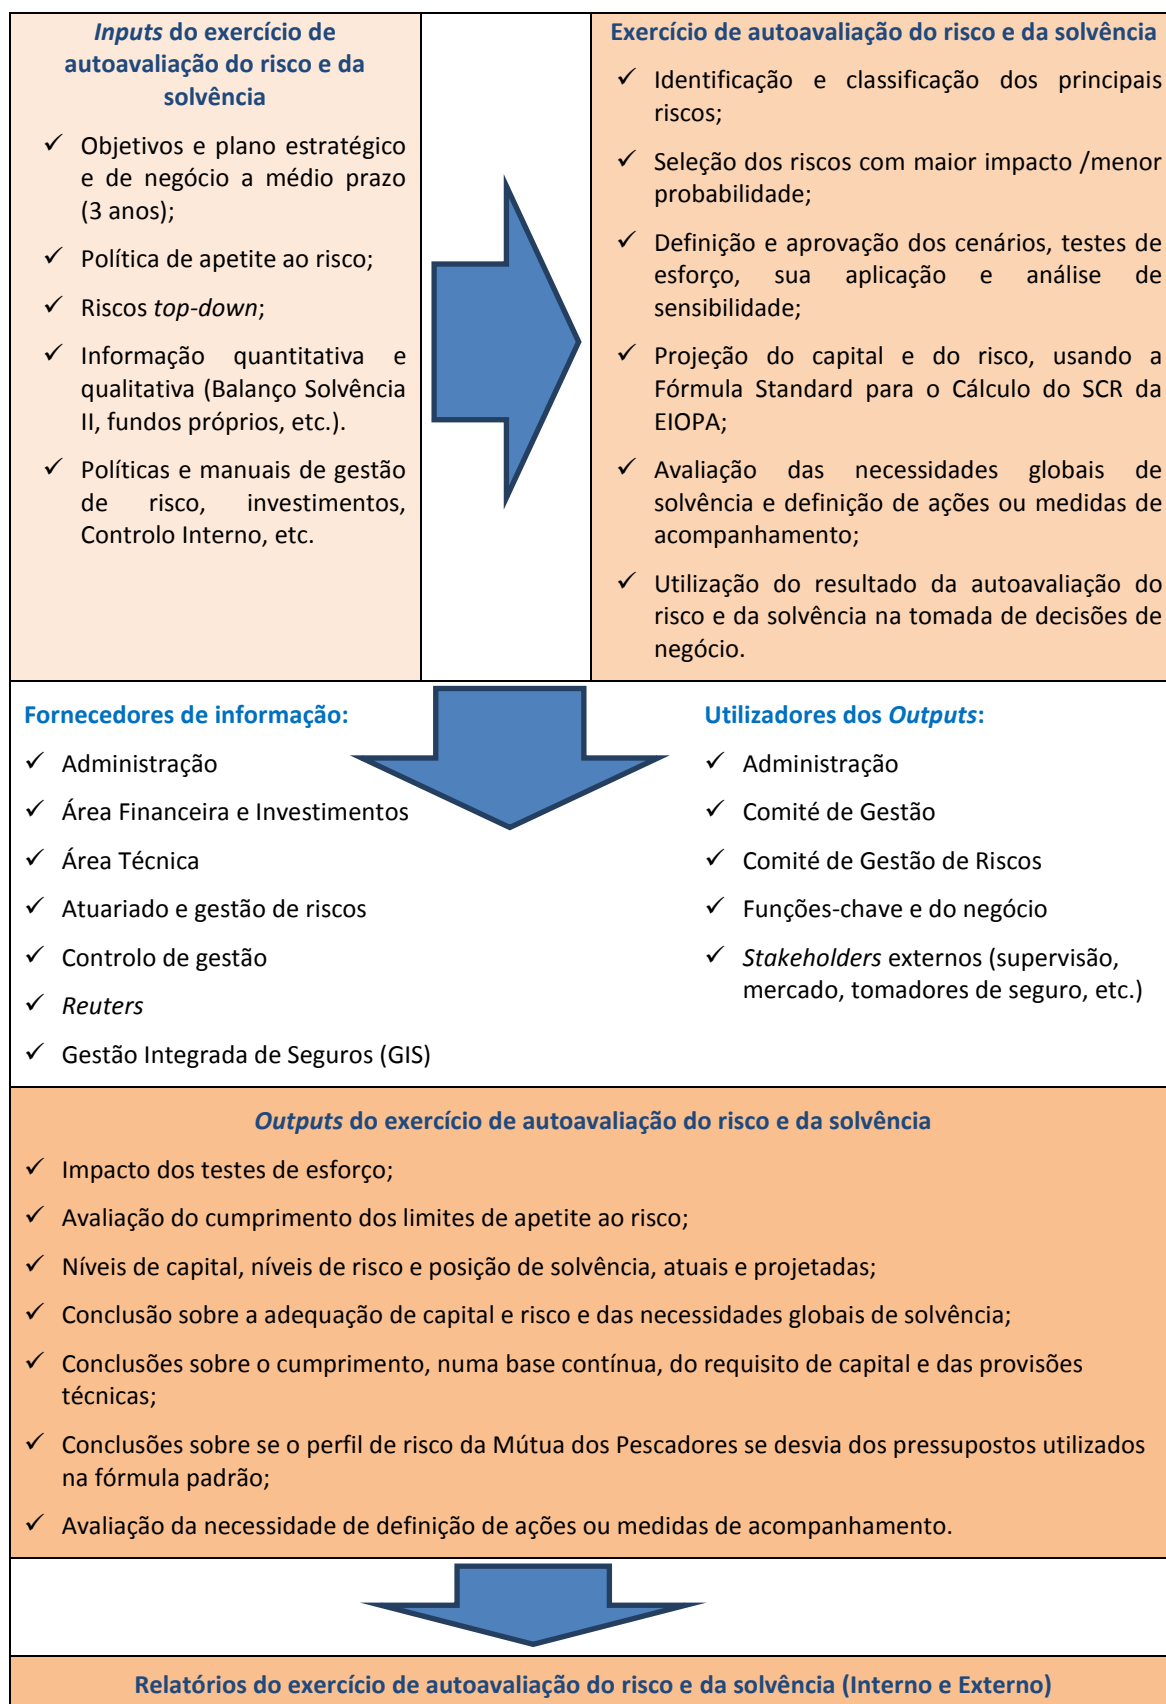 Inputs do exercício de
autoavaliação do risco e da
solvência
✓ Objetivos e plano estratégico
e de negócio a médio prazo
(3 anos);
✓ Política de apetite ao risco;
✓ Riscos top-down;
✓ Informação quantitativa e
qualitativa (Balanço Solvência
II, fundos próprios, etc.).
✓ Políticas e manuais de gestão
de risco, investimentos,
Controlo Interno, etc.
Exercício de autoavaliação do risco e da solvência
✓ Identificação e classificação dos principais
riscos;
✓ Seleção dos riscos com maior impacto /menor
probabilidade;
✓ Definição e aprovação dos cenários, testes de
esforço, sua aplicação e análise de
sensibilidade;
✓ Projeção do capital e do risco, usando a
Fórmula Standard para o Cálculo do SCR da
EIOPA;
✓ Avaliação das necessidades globais de
solvência e definição de ações ou medidas de
acompanhamento;
✓ Utilização do resultado da autoavaliação do
risco e da solvência na tomada de decisões de
negócio.
Fornecedores de informação:
✓ Administração
✓ Área Financeira e Investimentos
✓ Área Técnica
✓ Atuariado e gestão de riscos
✓ Controlo de gestão
✓ Reuters
✓ Gestão Integrada de Seguros (GIS)
Utilizadores dos Outputs:
✓ Administração
✓ Comité de Gestão
✓ Comité de Gestão de Riscos
✓ Funções-chave e do negócio
✓ Stakeholders externos (supervisão,
mercado, tomadores de seguro, etc.)
Outputs do exercício de autoavaliação do risco e da solvência
✓ Impacto dos testes de esforço;
✓ Avaliação do cumprimento dos limites de apetite ao risco;
✓ Níveis de capital, níveis de risco e posição de solvência, atuais e projetadas;
✓ Conclusão sobre a adequação de capital e risco e das necessidades globais de solvência;
✓ Conclusões sobre o cumprimento, numa base contínua, do requisito de capital e das provisões
técnicas;
✓ Conclusões sobre se o perfil de risco da Mútua dos Pescadores se desvia dos pressupostos utilizados
na fórmula padrão;
✓ Avaliação da necessidade de definição de ações ou medidas de acompanhamento.
Relatórios do exercício de autoavaliação do risco e da solvência (Interno e Externo)